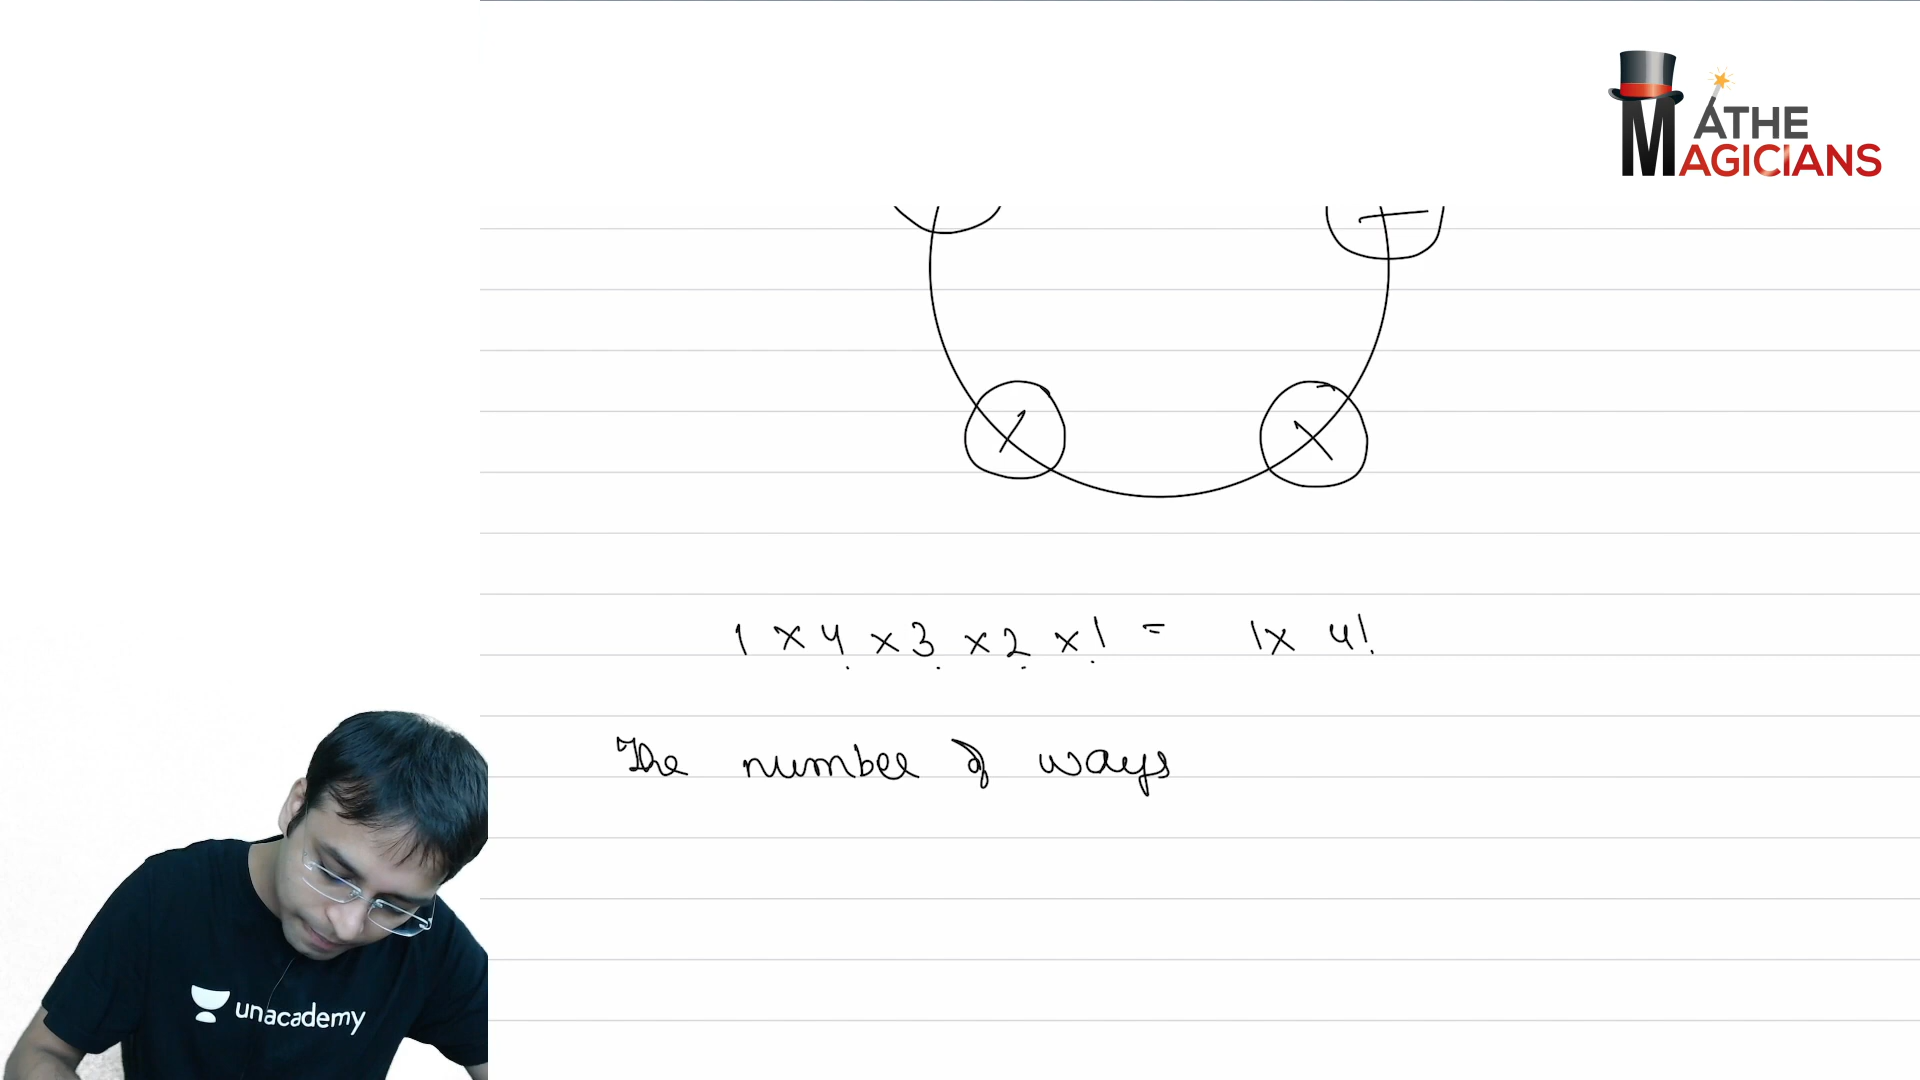 MATHE
MAGICIANS
1 × 4 × 3 × 2 × 1 = 1 × 4!
The number of ways
unacademy